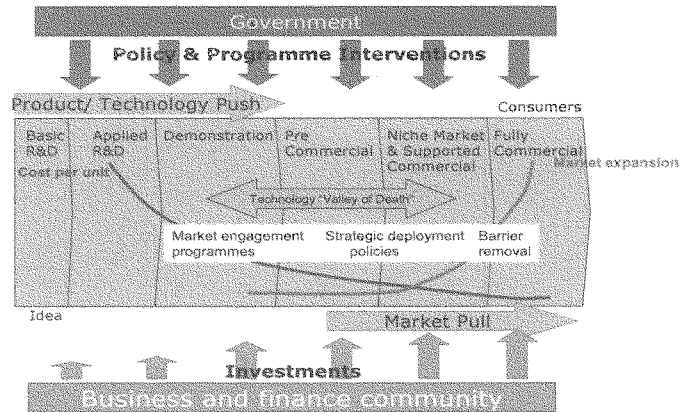 Government
Policy & Programme Interventions
Product/ Technology Push
Consumers
Basic
R&D
Applied
R&D
Demonstration
Pre
Commercial
Niche Market
& Supported
Commercial
Fully
Commercial
Cost per unit
Market expansion
Technology "Valley of Death"
Market engagement
programmes
Strategic deployment
policies
Barrier
removal
Idea
Market Pull
Investments
Business and finance community